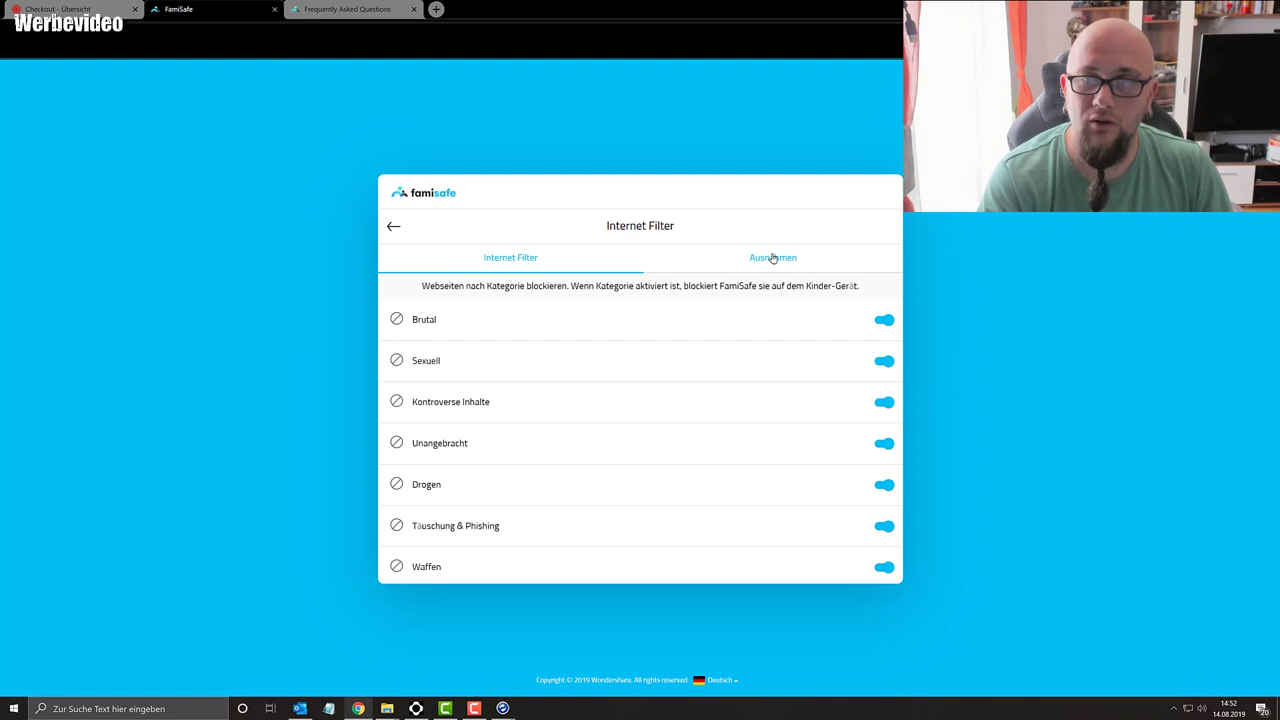 Checkout - Übersicht
FamiSafe
Frequently Asked Questions
Werbevideo
famisafe
Internet Filter
Internet Filter
Webseiten nach Kategorie blockieren. Wenn Kategorie aktiviert ist, blockiert FamiSafe sie auf dem Kinder-Gerät.
Brutal
Sexuell
Kontroverse Inhalte
Unangebracht
Drogen
Täuschung & Phishing
Waffen
Copyright © 2019 Wondershare. All rights reserved. Deutsch
Zur Suche Text hier eingeben
14:52
14.08.2019
20